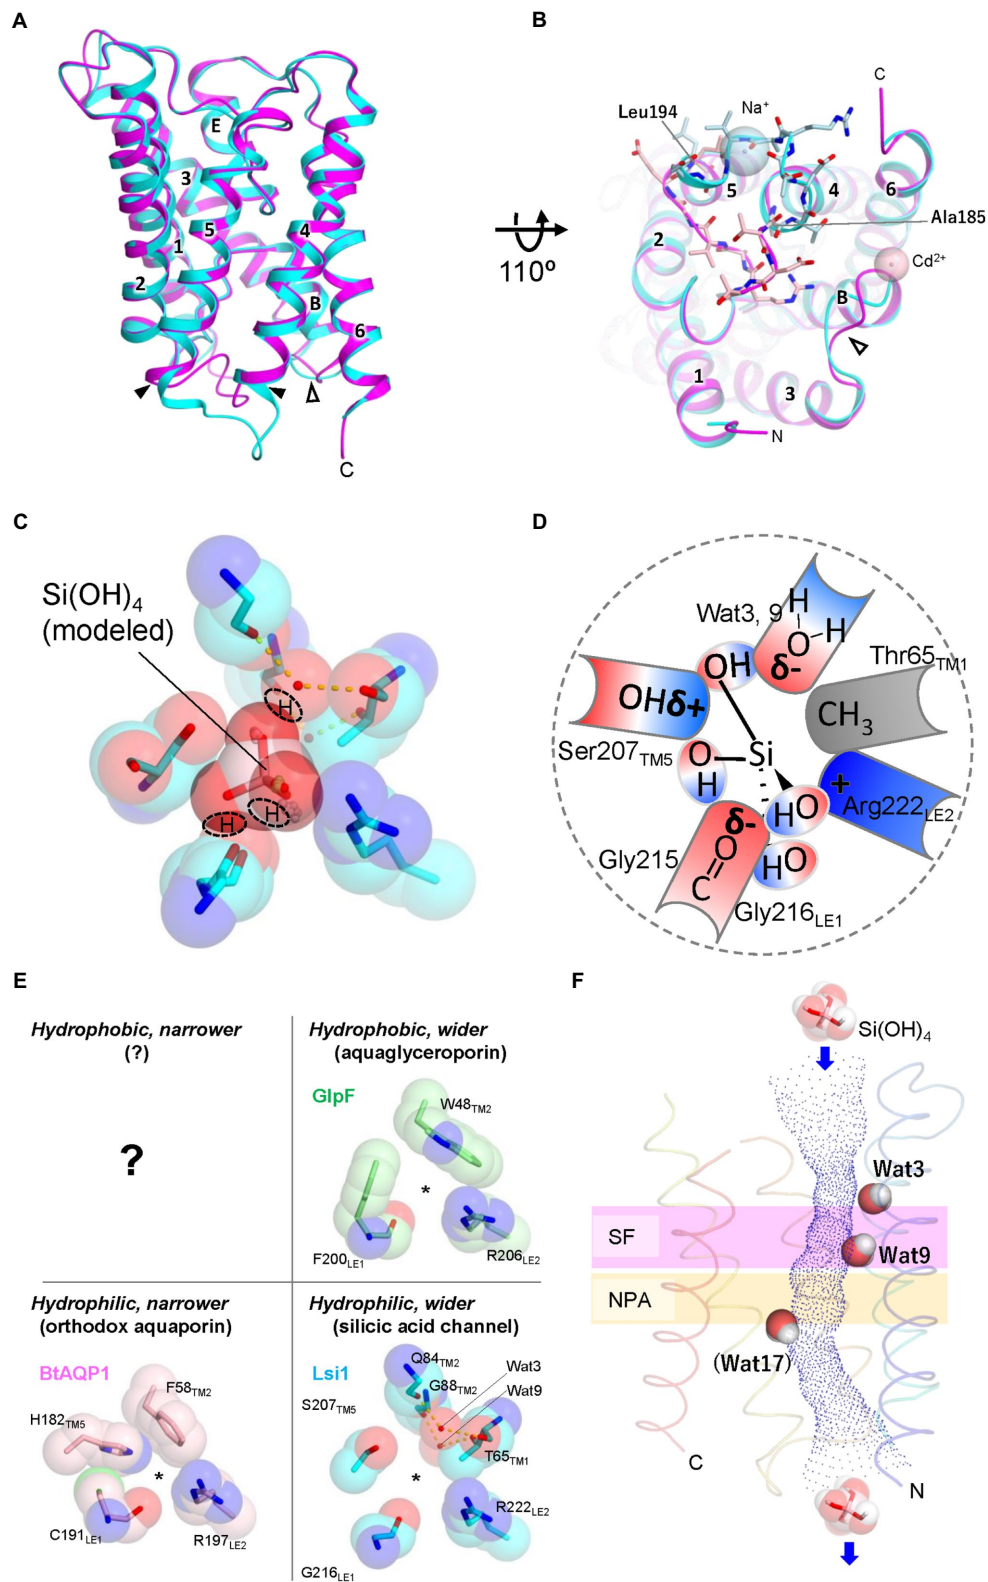 A
E
3
1
5
4
2
B
6
C
110º
B
C
Na⁺
Leu194
5
4
6
2
Ala185
Cd²⁺
B
1
3
N
C
Si(OH)₄
(modeled)
H
H
H
D
Wat3, 9
H
H
O
δ-
OH
Thr65TM1
OHδ+
CH₃
Si
O
H
Ser207TM5
+
HO
Arg222LE2
δ-
O
C
HO
Gly215
Gly216LE1
E
Hydrophobic, narrower
(?)
?
Hydrophobic, wider
(aquaglyceroporin)
GlpF
W48TM2
*
F200LE1
R206LE2
Hydrophilic, narrower
(orthodox aquaporin)
BtAQP1
F58TM2
H182TM5
*
C191LE1
R197LE2
Hydrophilic, wider
(silicic acid channel)
Lsi1
Q84TM2
G88TM2
Wat3
Wat9
S207TM5
T65TM1
*
R222LE2
G216LE1
F
Si(OH)₄
Wat3
SF
Wat9
NPA
(Wat17)
C
N